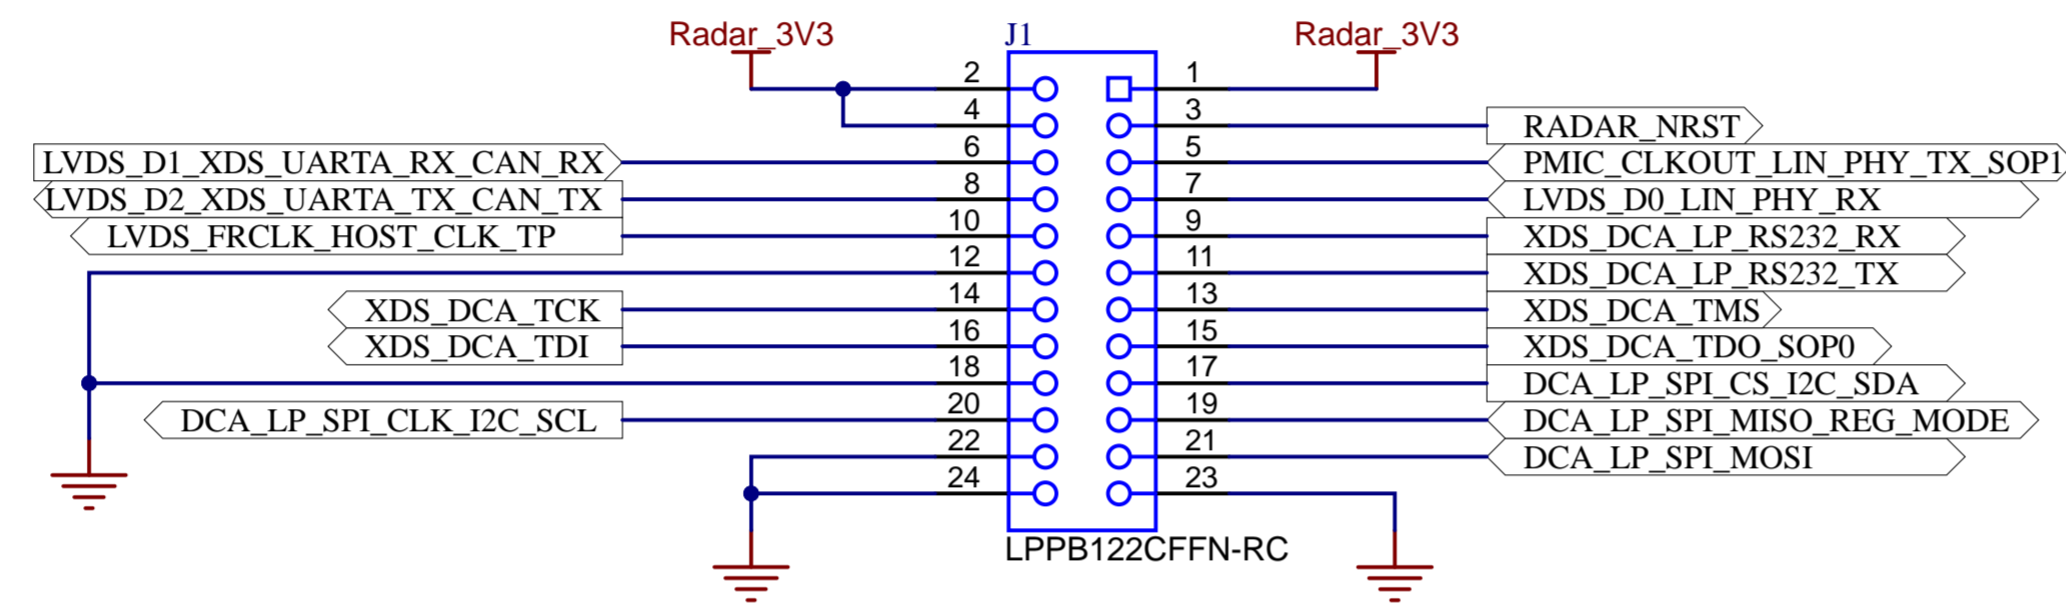 Radar_3V3 J1 Radar_3V3
2 1
4 3 RADAR_NRST
LVDS_D1_XDS_UARTA_RX_CAN_RX 6 5 PMIC_CLKOUT_LIN_PHY_TX_SOP1
LVDS_D2_XDS_UARTA_TX_CAN_TX 8 7 LVDS_D0_LIN_PHY_RX
LVDS_FRCLK_HOST_CLK_TP 10 9 XDS_DCA_LP_RS232_RX
12 11 XDS_DCA_LP_RS232_TX
XDS_DCA_TCK 14 13 XDS_DCA_TMS
XDS_DCA_TDI 16 15 XDS_DCA_TDO_SOP0
18 17 DCA_LP_SPI_CS_I2C_SDA
DCA_LP_SPI_CLK_I2C_SCL 20 19 DCA_LP_SPI_MISO_REG_MODE
22 21 DCA_LP_SPI_MOSI
24 23
LPPB122CFFN-RC